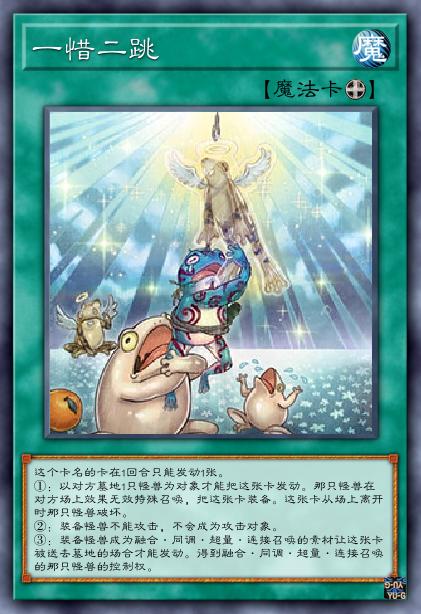 一惜二跳
魔
【魔法卡】
这个卡名的卡在1回合只能发动1张。
①：以对方墓地1只怪兽为对象才能把这张卡发动。那只怪兽在
对方场上效果无效特殊召唤，把这张卡装备。这张卡从场上离开
时那只怪兽破坏。
②：装备怪兽不能攻击，不会成为攻击对象。
③：装备怪兽成为融合·同调·超量·连接召唤的素材让这张卡
被送去墓地的场合才能发动。得到融合·同调·超量·连接召唤
的那只怪兽的控制权。